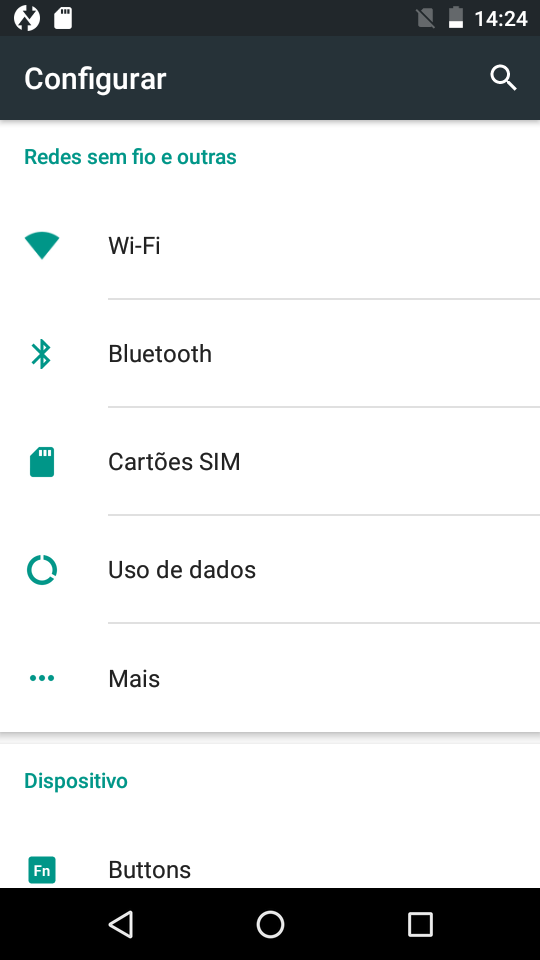 14:24
Configurar
Redes sem fio e outras
Wi-Fi
Bluetooth
Cartões SIM
Uso de dados
Mais
Dispositivo
Fn Buttons